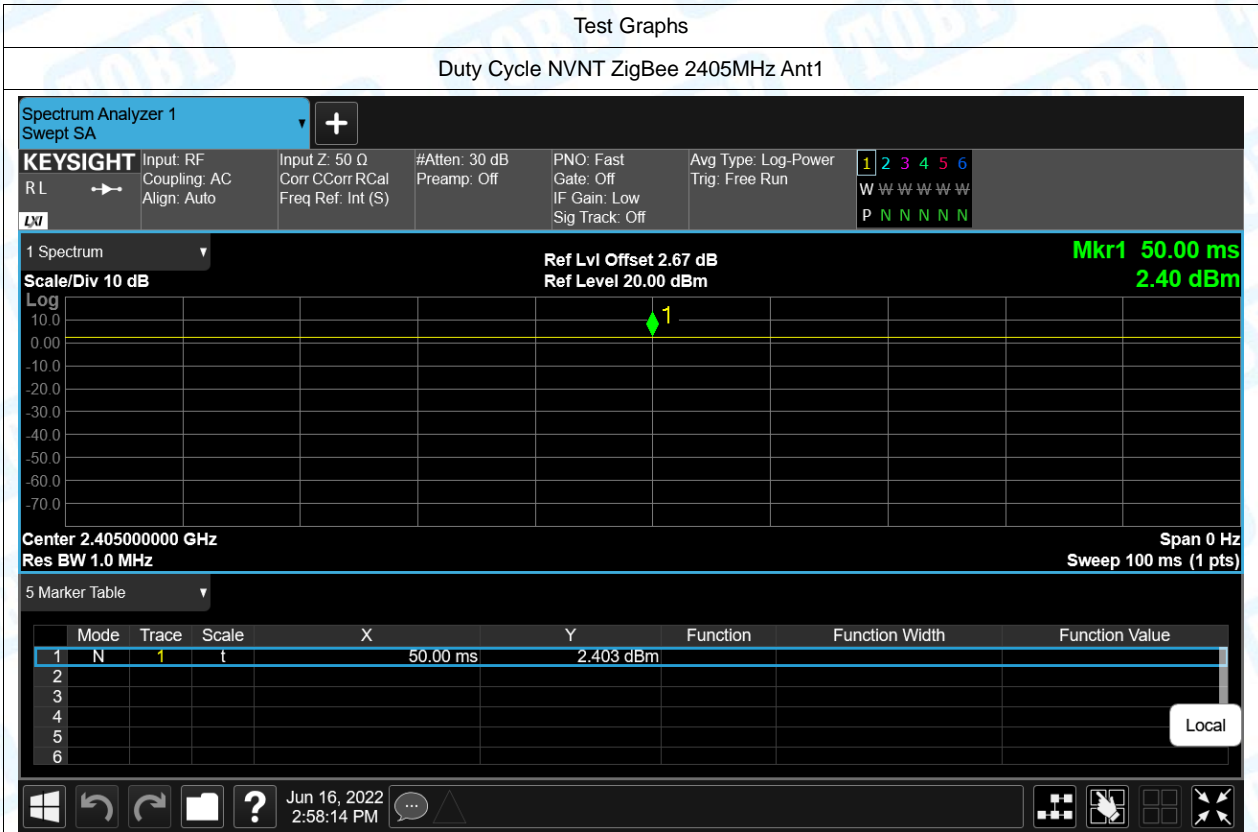 Test Graphs
Duty Cycle NVNT ZigBee 2405MHz Ant1
Spectrum Analyzer 1
Swept SA
KEYSIGHT
RL
LXI
Input: RF
Coupling: AC
Align: Auto
Input Z: 50 Ω
Corr CCorr RCal
Freq Ref: Int (S)
#Atten: 30 dB
Preamp: Off
PNO: Fast
Gate: Off
IF Gain: Low
Sig Track: Off
Avg Type: Log-Power
Trig: Free Run
1 2 3 4 5 6
W W W W W W
P N N N N N
1 Spectrum
Scale/Div 10 dB
Ref Lvl Offset 2.67 dB
Ref Level 20.00 dBm
Mkr1 50.00 ms
2.40 dBm
Log
10.0
0.00
-10.0
-20.0
-30.0
-40.0
-50.0
-60.0
-70.0
1
Center 2.405000000 GHz
Res BW 1.0 MHz
Span 0 Hz
Sweep 100 ms (1 pts)
5 Marker Table
Mode Trace Scale X Y Function Function Width Function Value
1 N 1 t 50.00 ms 2.403 dBm
2
3
4
5
6
Local
?
Jun 16, 2022
2:58:14 PM
TOBY